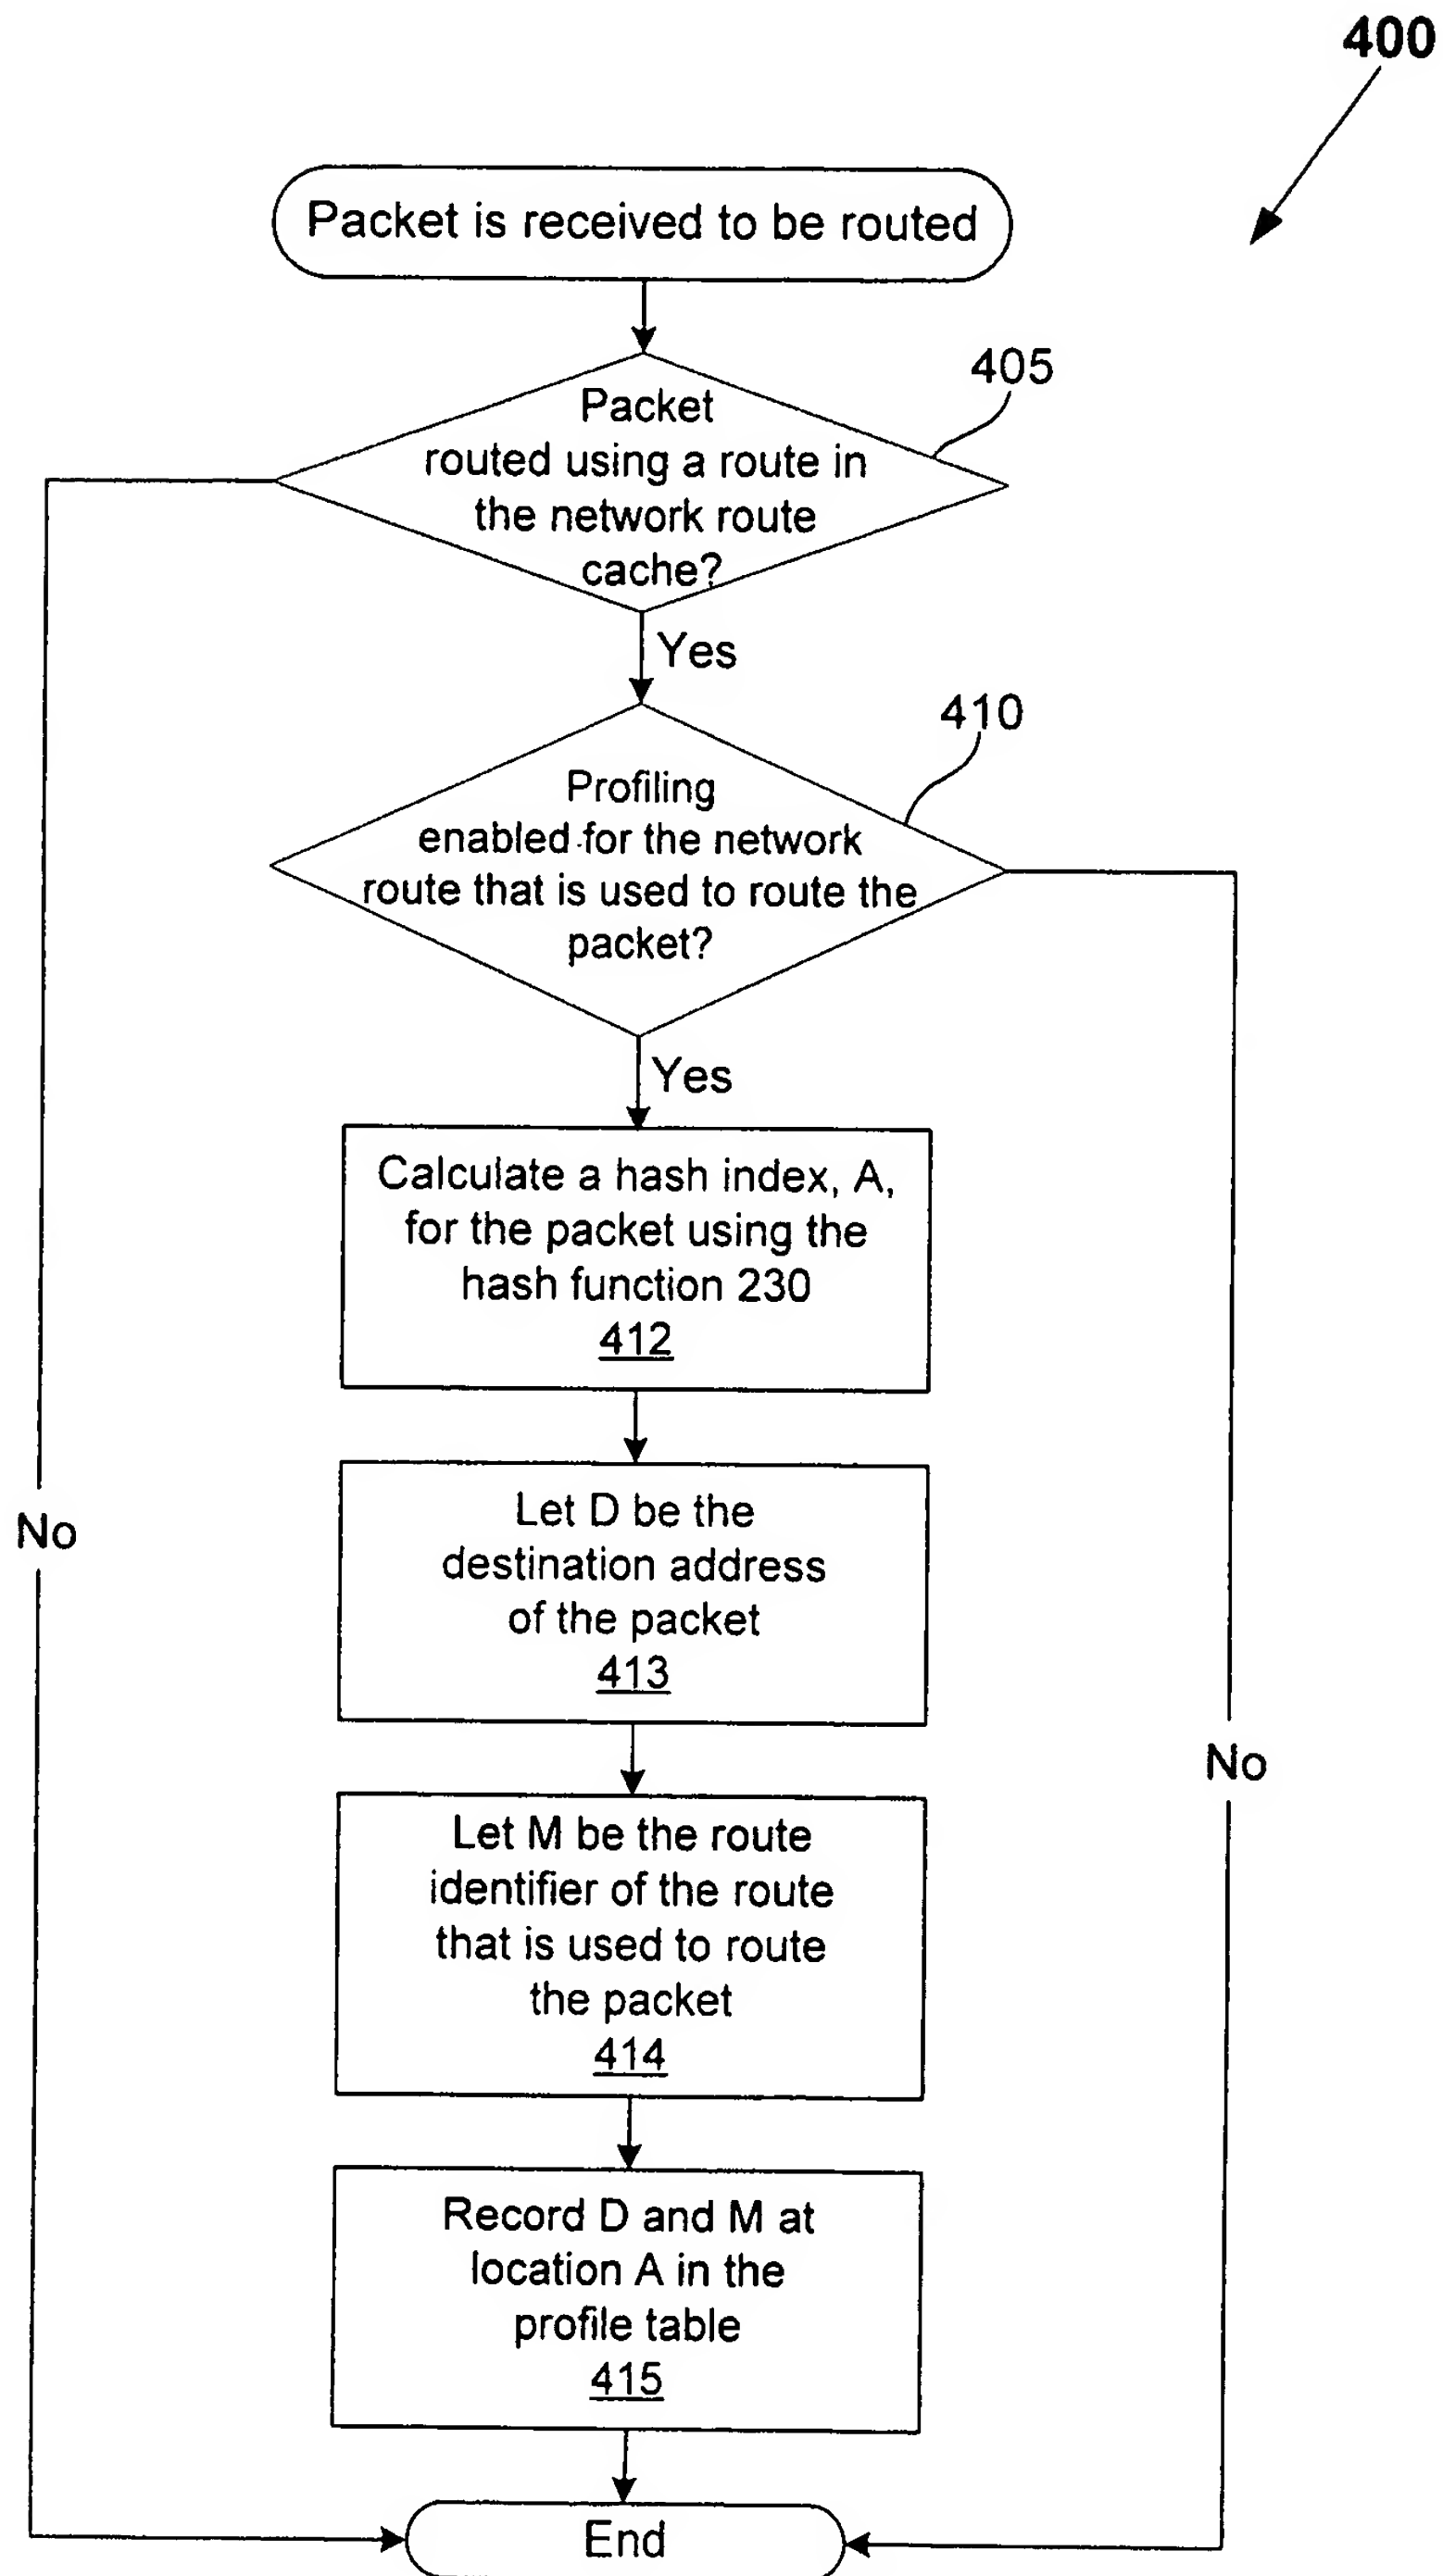 400
Packet is received to be routed
405
Packet
routed using a route in
the network route
cache?
Yes
410
Profiling
enabled for the network
route that is used to route the
packet?
Yes
Calculate a hash index, A,
for the packet using the
hash function 230
412
Let D be the
destination address
of the packet
413
No
Let M be the route
identifier of the route
that is used to route
the packet
414
No
Record D and M at
location A in the
profile table
415
End